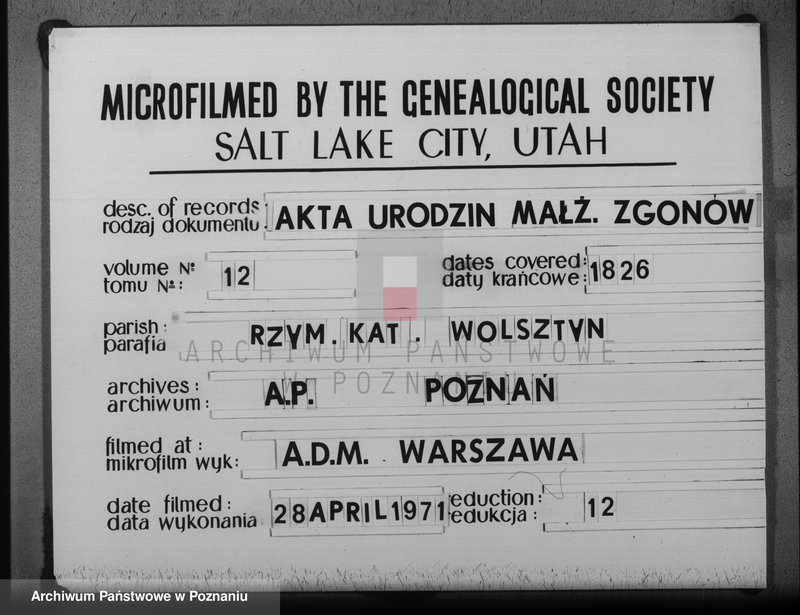 MICROFILMED BY THE GENEALOGICAL SOCIETY
SALT LAKE CITY, UTAH
desc. of records: AKTA URODZIN MAŁŻ. ZGONÓW
rodzaj dokumentu:
volume №: 12 dates covered: 1826
tomu №: daty krańcowe:
parish: RZYM. KAT. WOLSZTYN
parafia
ARCHIWUM PAŃSTWOWE
W POZNANIU
archives: A.P. POZNAŃ
archiwum:
filmed at: A.D.M. WARSZAWA
mikrofilm wyk:
date filmed: 28 APRIL 1971 eduction: 12
data wykonania edukcja:
Archiwum Państwowe w Poznaniu